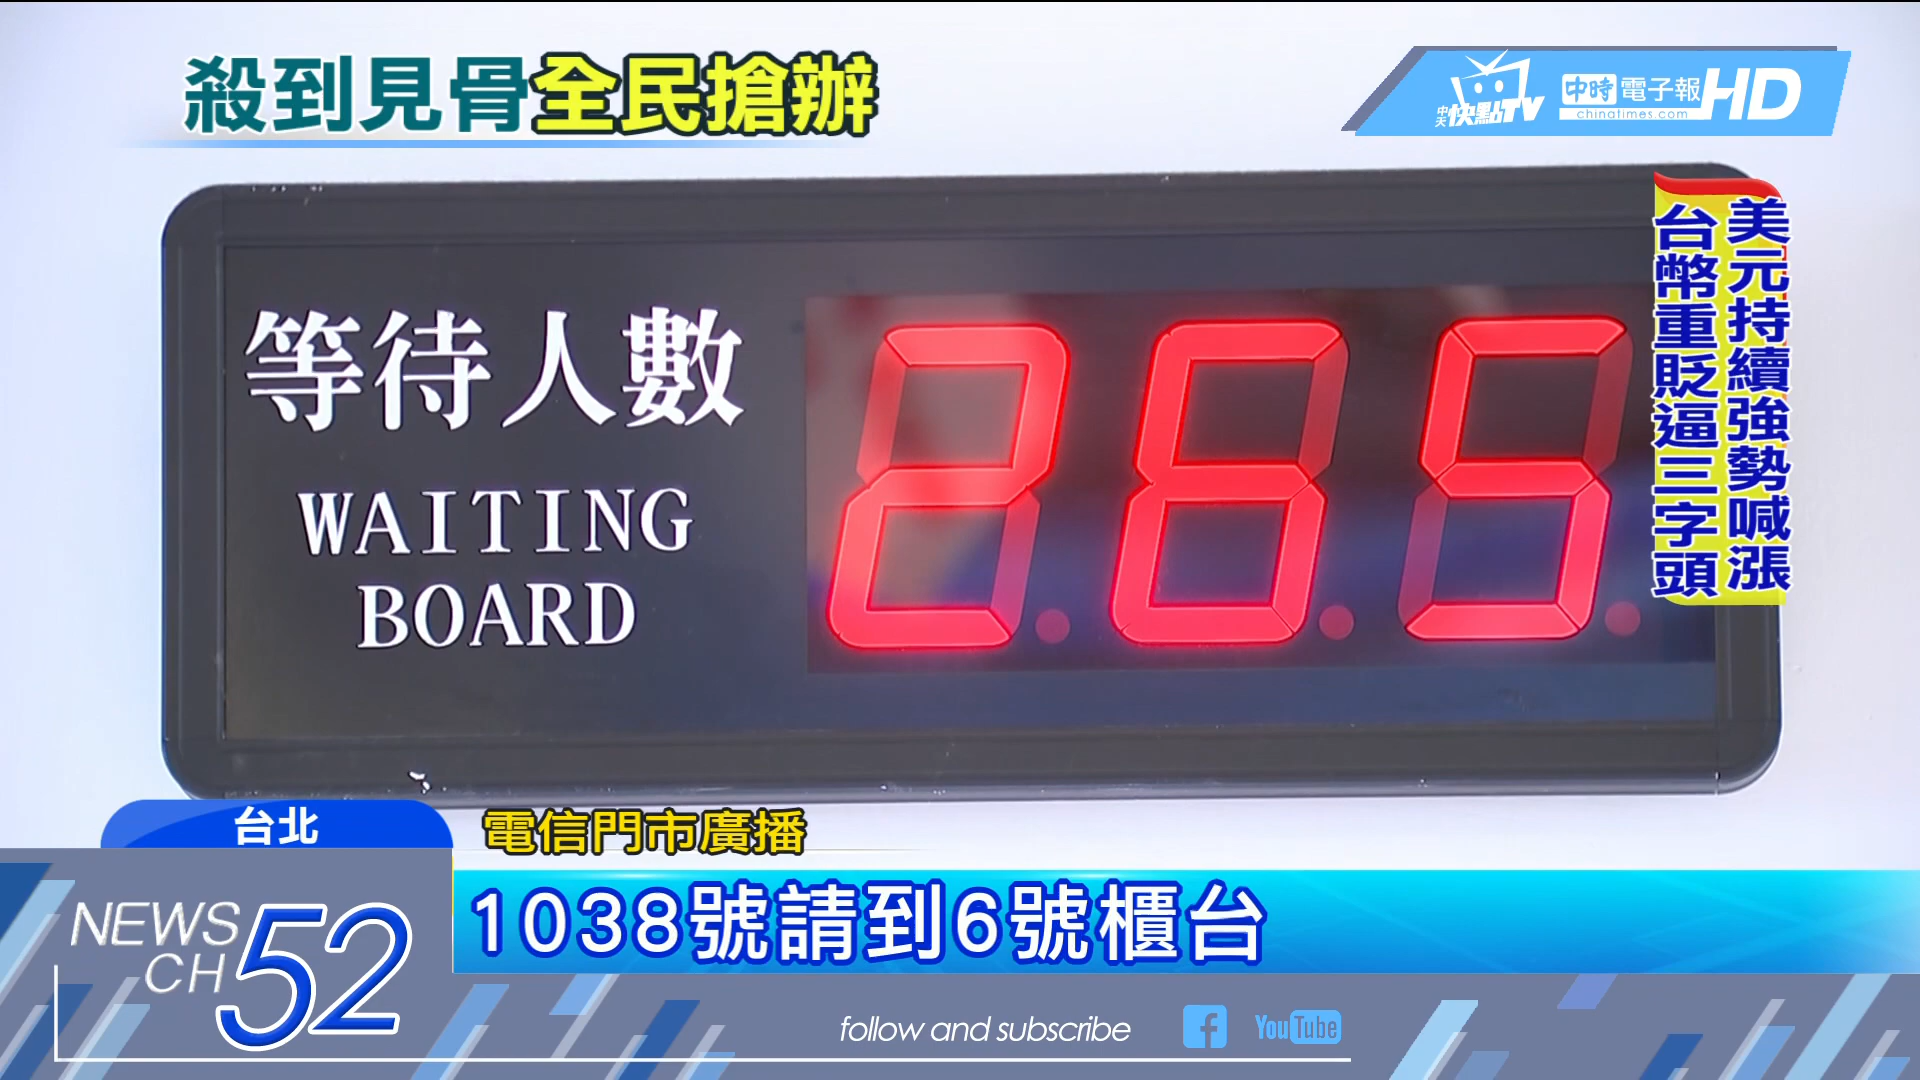 殺到見骨全民搶辦
中天快點TV 中時電子報HD
chinatimes.com
美元持續強勢喊漲
台幣重貶逼三字頭
等待人數
WAITING
BOARD
265
台北
電信門市廣播
1038號請到6號櫃台
NEWS
CH 52
follow and subscribe
YouTube